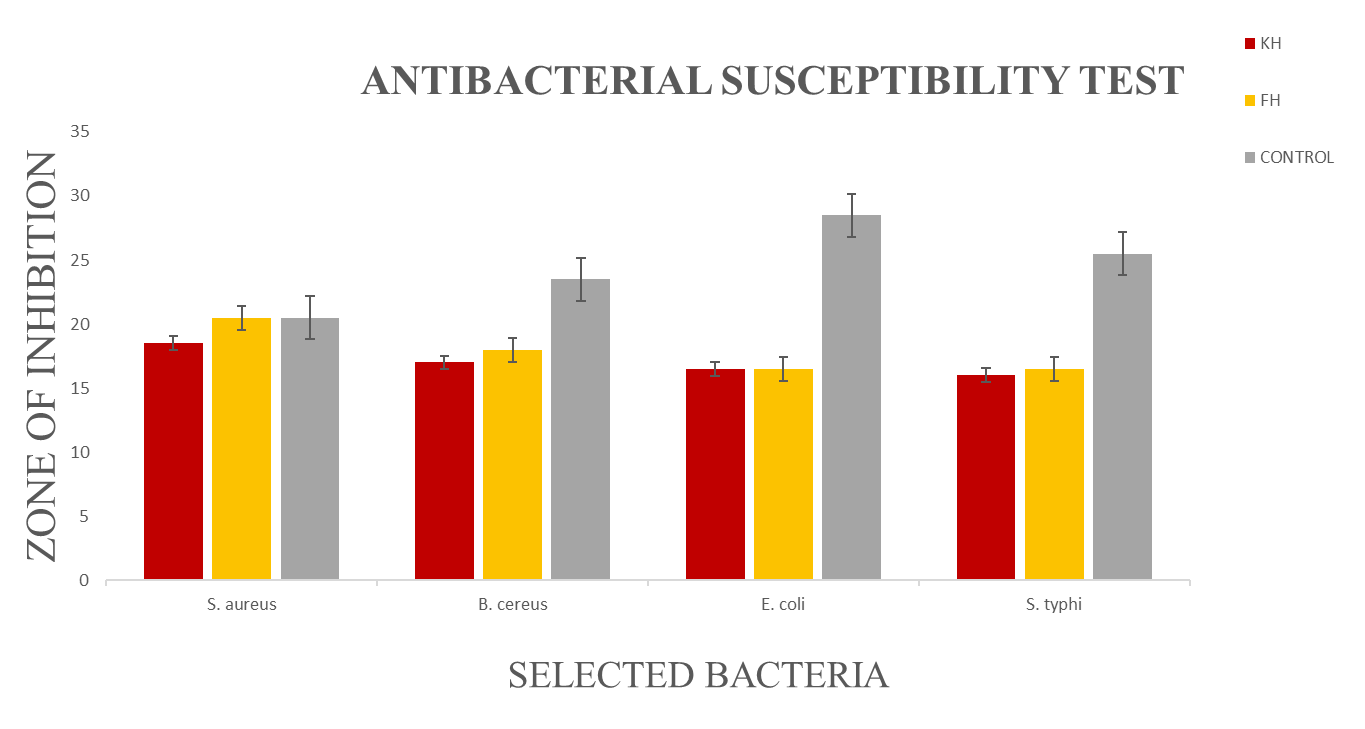 KH
ANTIBACTERIAL SUSCEPTIBILITY TEST
FH
CONTROL
ZONE OF INHIBITION
35
30
25
20
15
10
5
0
S. aureus
B. cereus
E. coli
S. typhi
SELECTED BACTERIA